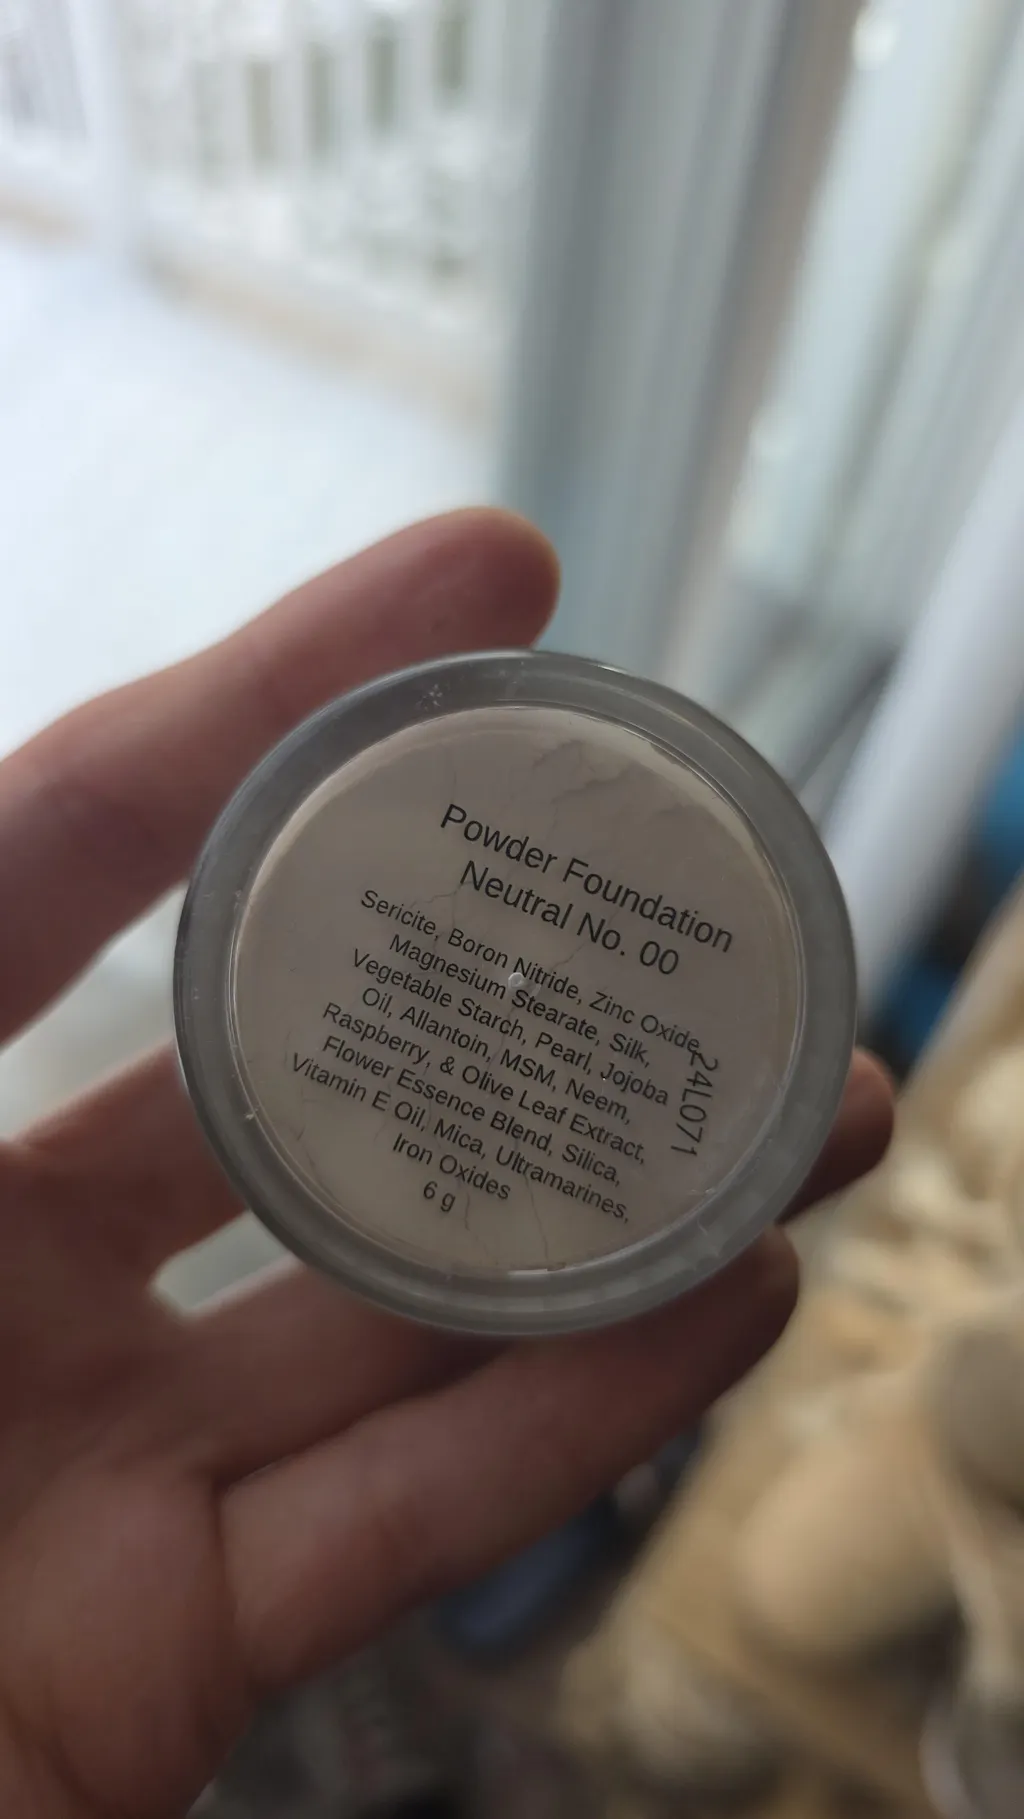 Powder Foundation
Neutral No. 00
Sericite, Boron Nitride, Zinc Oxide,
Magnesium Stearate, Silk,
Vegetable Starch, Pearl, Jojoba
Oil, Allantoin, MSM, Neem,
Raspberry, & Olive Leaf Extract,
Flower Essence Blend, Silica,
Vitamin E Oil, Mica, Ultramarines,
Iron Oxides
6 g
24L071